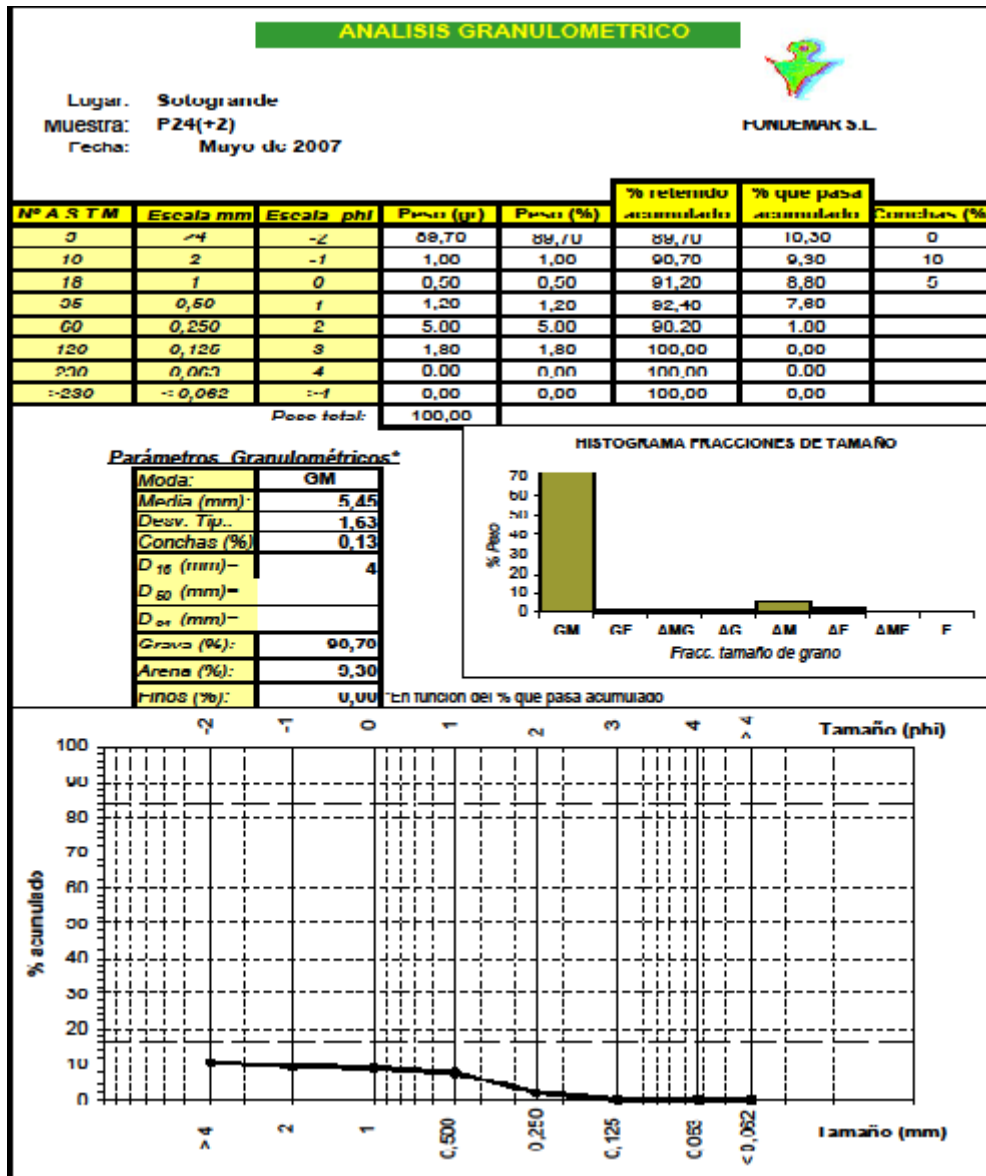 ANALISIS GRANULOMETRICO
Lugar: Sotogrande
Muestra: P24(+2)
Fecha: Mayo de 2007
FONDEMAR S.L.
% retenido % que pasa
Nº A S T M Escala mm Escala phi Peso (gr) Peso (%) acumulado acumulado Conchas (%
-2 89,70 89,70 89,70 10,30 0
10 2 -1 1,00 1,00 90,70 9,30 10
18 1 0 0,50 0,50 91,20 8,80 5
35 0,50 1 1,20 1,20 92,40 7,60
60 0,250 2 5.00 5.00
120 0,125 3 1,80 1,80 100,00 0,00
230 0,063 4 0.00 0,00 100,00 0.00
0,062 0,00 0,00 100,00 0,00
Peso total: 100,00
HISTOGRAMA FRACCIONES DE TAMAÑO
Parámetros Granulométricos*
Moda: GM
Media (mm): 5,45
Desv. Tip.. 1,63
Conchas (%) 0,13
D 16 (mm)= 4
D 50 (mm)=
D 84 (mm)=
Grava (%): 90,70
Arena (%): 9,30
Finos (%): 0,00 *En función del % que pasa acumulado
% Peso
70
60
50
40
30
20
10
0
GM GF AMG AG AM AF AMF F
Fracc. tamaño de grano
-2 -1 0 1 2 3 4 > 4 Tamaño (phi)
% acumulado
100
90
80
70
60
50
40
30
20
10
0
> 4 2 1 0,500 0,250 0,125 0,063 < 0,062 Tamaño (mm)